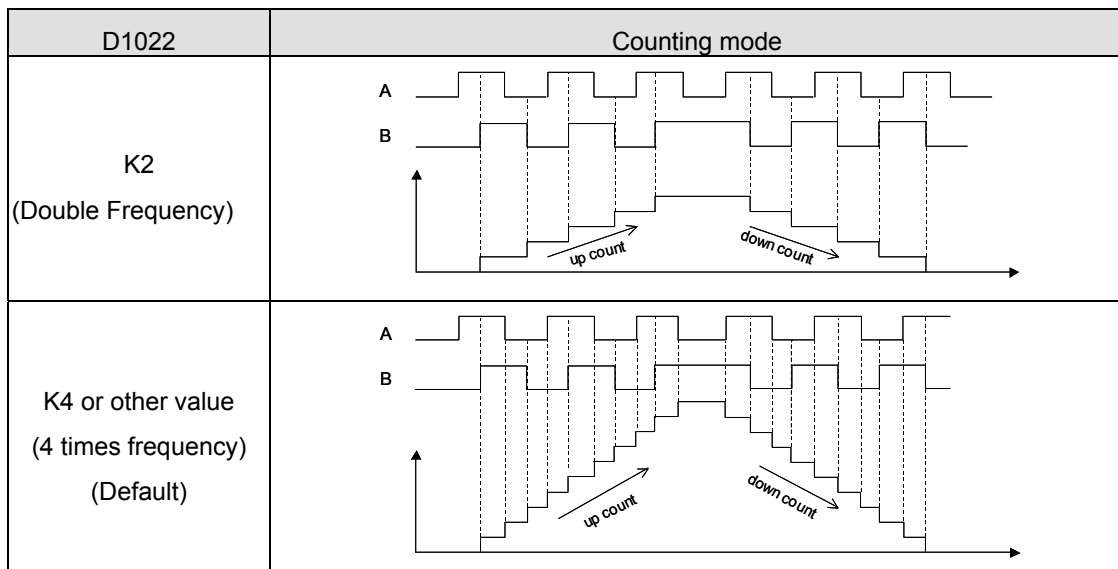 D1022
Counting mode
K2
(Double Frequency)
A
B
up count
down count
K4 or other value
(4 times frequency)
(Default)
A
B
up count
down count